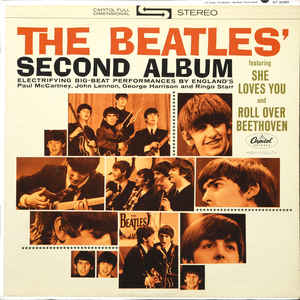 CAPITOL FULL DIMENSIONAL STEREO
THE BEATLES'
SECOND ALBUM
ELECTRIFYING BIG-BEAT PERFORMANCES BY ENGLAND'S
Paul McCartney, John Lennon, George Harrison and Ringo Starr
featuring
SHE
LOVES YOU
and
ROLL OVER
BEETHOVEN
Capitol
THE
BEATLES